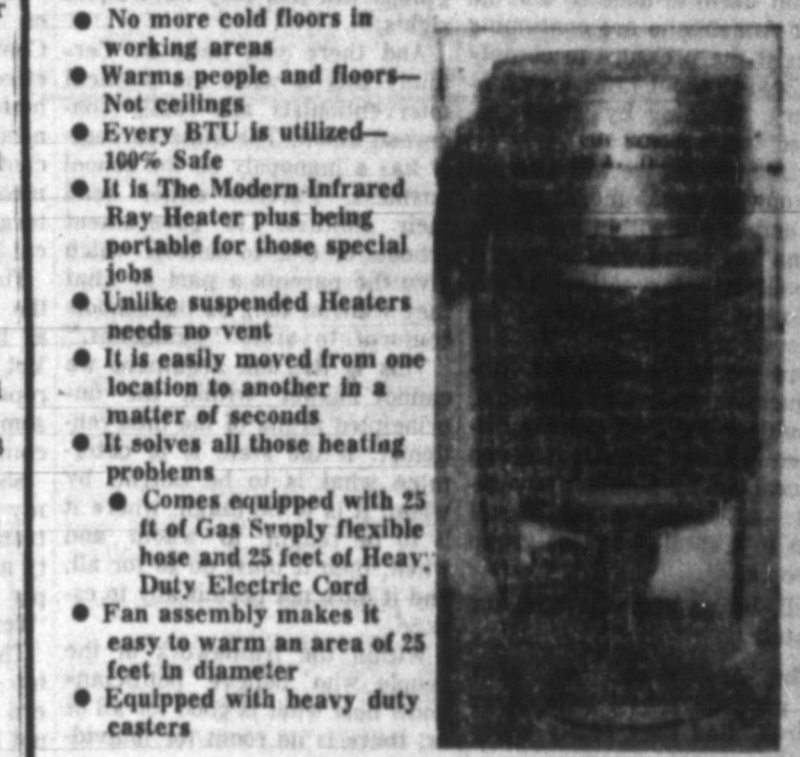 ● No more cold floors in
working areas
● Warms people and floors—
Not ceilings
● Every BTU is utilized—
100% Safe
● It is The Modern Infrared
Ray Heater plus being
portable for those special
jobs
● Unlike suspended Heaters
needs no vent
● It is easily moved from one
location to another in a
matter of seconds
● It solves all those heating
problems
● Comes equipped with 25
ft of Gas Supply flexible
hose and 25 feet of Heavy
Duty Electric Cord
● Fan assembly makes it
easy to warm an area of 25
feet in diameter
● Equipped with heavy duty
casters